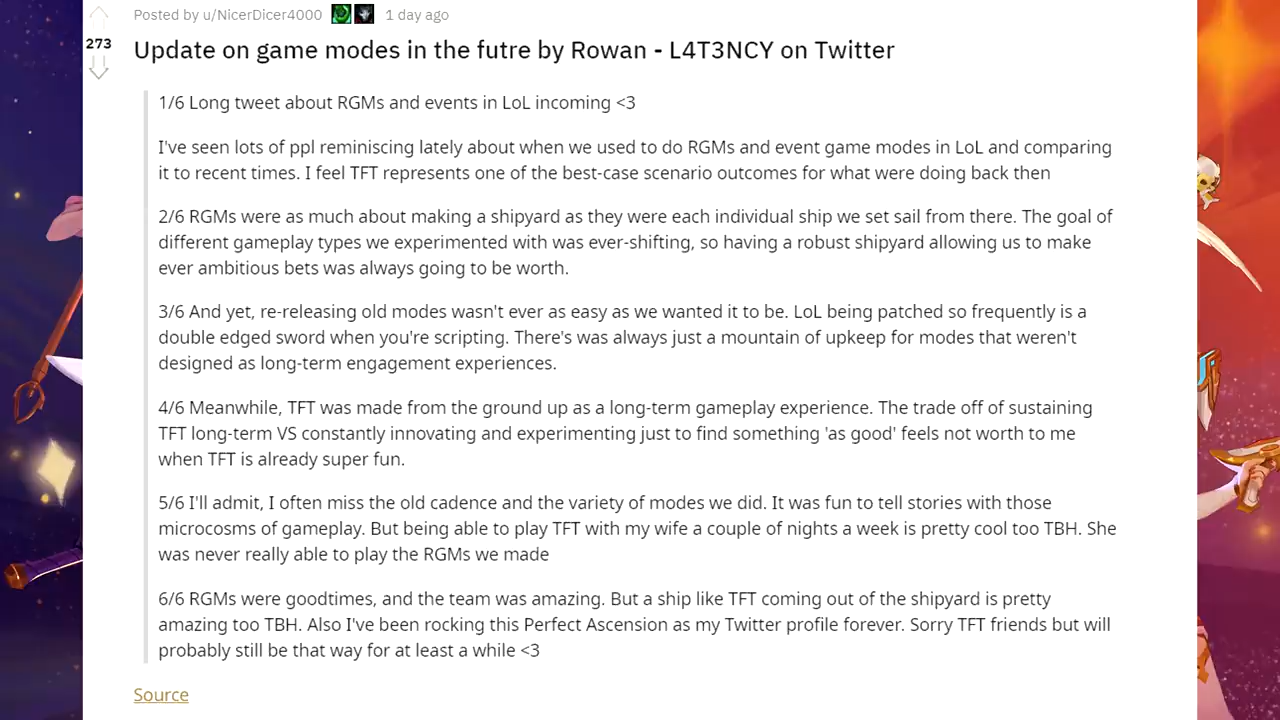 Posted by u/NicerDicer4000 1 day ago
273
Update on game modes in the futre by Rowan - L4T3NCY on Twitter
1/6 Long tweet about RGMs and events in LoL incoming <3
I've seen lots of ppl reminiscing lately about when we used to do RGMs and event game modes in LoL and comparing
it to recent times. I feel TFT represents one of the best-case scenario outcomes for what were doing back then
2/6 RGMs were as much about making a shipyard as they were each individual ship we set sail from there. The goal of
different gameplay types we experimented with was ever-shifting, so having a robust shipyard allowing us to make
ever ambitious bets was always going to be worth.
3/6 And yet, re-releasing old modes wasn't ever as easy as we wanted it to be. LoL being patched so frequently is a
double edged sword when you're scripting. There's was always just a mountain of upkeep for modes that weren't
designed as long-term engagement experiences.
4/6 Meanwhile, TFT was made from the ground up as a long-term gameplay experience. The trade off of sustaining
TFT long-term VS constantly innovating and experimenting just to find something 'as good' feels not worth to me
when TFT is already super fun.
5/6 I'll admit, I often miss the old cadence and the variety of modes we did. It was fun to tell stories with those
microcosms of gameplay. But being able to play TFT with my wife a couple of nights a week is pretty cool too TBH. She
was never really able to play the RGMs we made
6/6 RGMs were goodtimes, and the team was amazing. But a ship like TFT coming out of the shipyard is pretty
amazing too TBH. Also I've been rocking this Perfect Ascension as my Twitter profile forever. Sorry TFT friends but will
probably still be that way for at least a while <3
Source